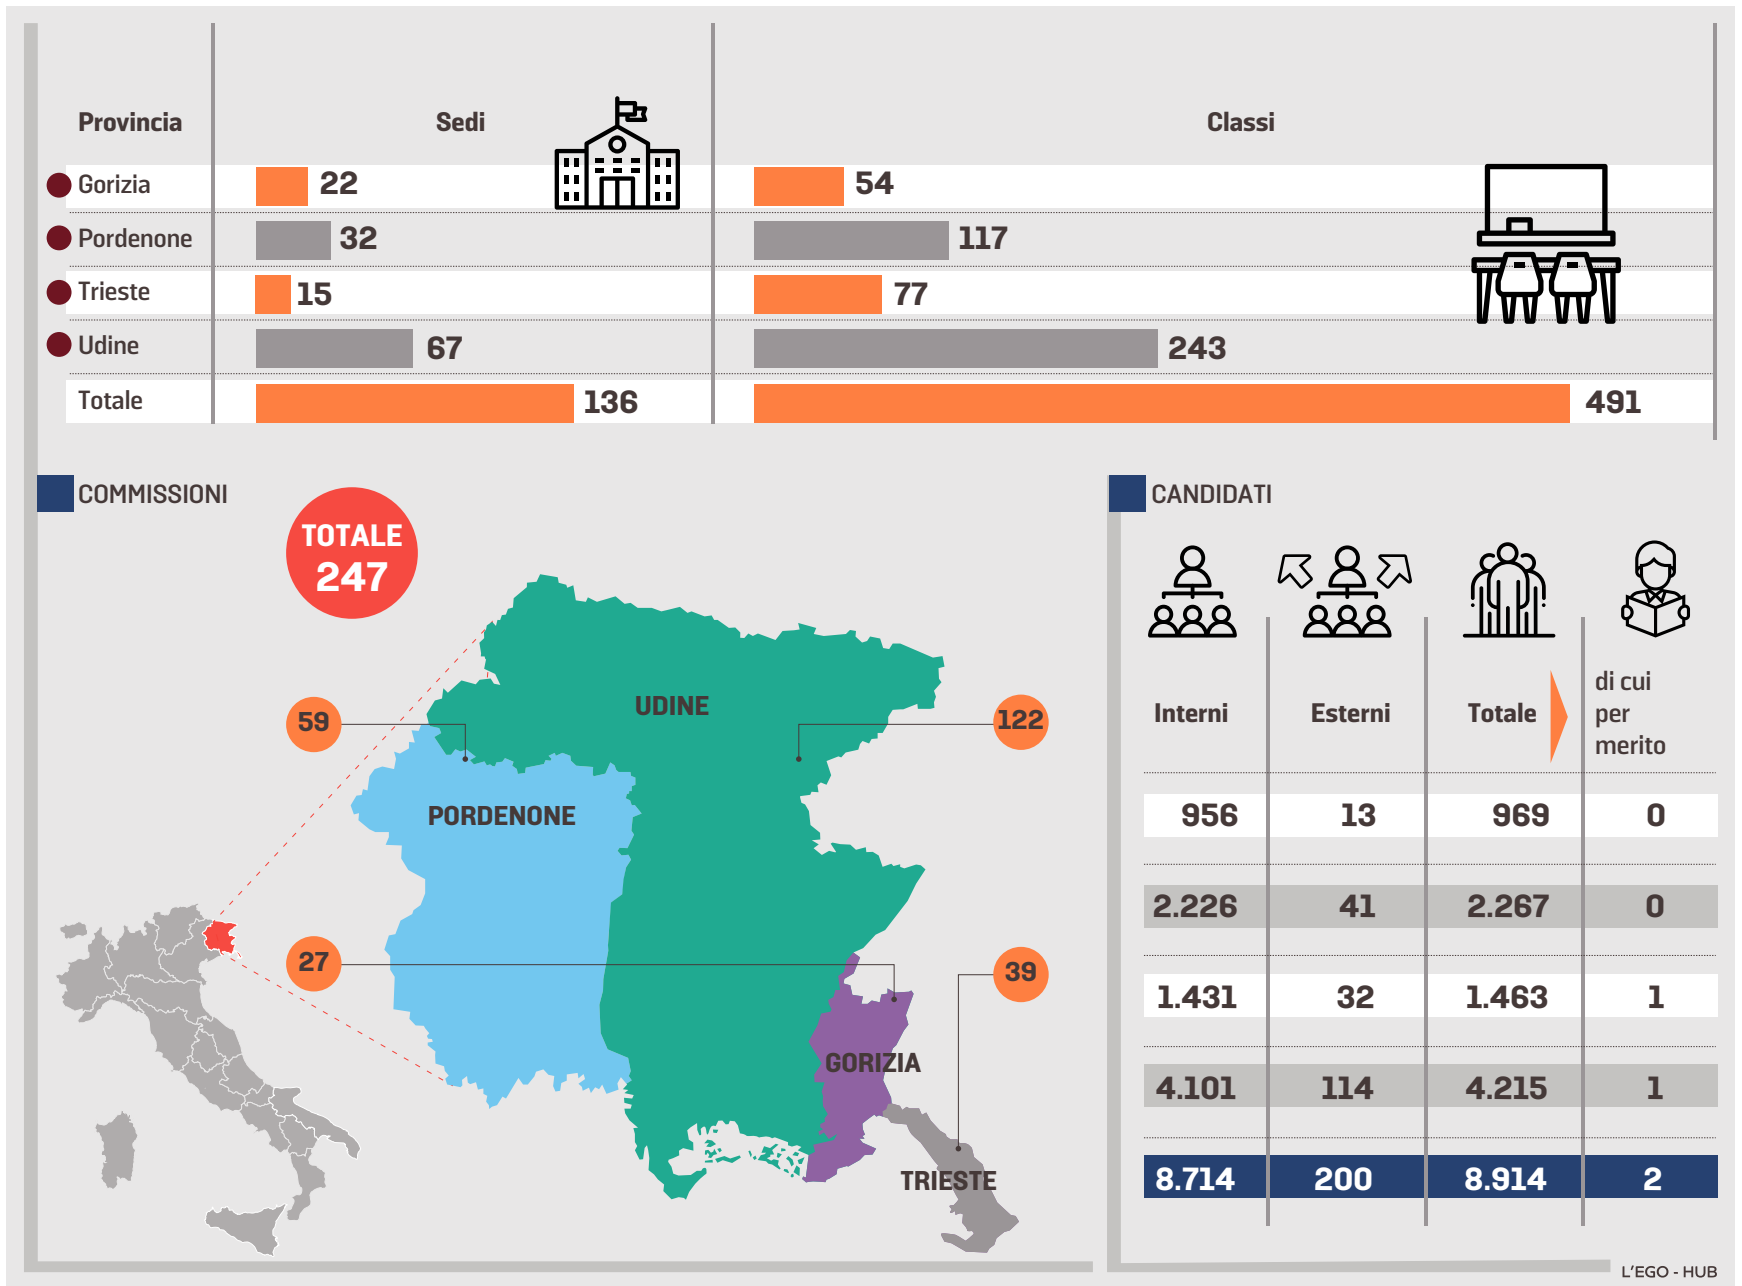 Provincia Sedi Classi
Gorizia 22 54
Pordenone 32 117
Trieste 15 77
Udine 67 243
Totale 136 491
COMMISSIONI
TOTALE
247
59
UDINE
122
PORDENONE
27
39
GORIZIA
TRIESTE
CANDIDATI
Interni Esterni Totale di cui
per
merito
956 13 969 0
2.226 41 2.267 0
1.431 32 1.463 1
4.101 114 4.215 1
8.714 200 8.914 2
L'EGO - HUB